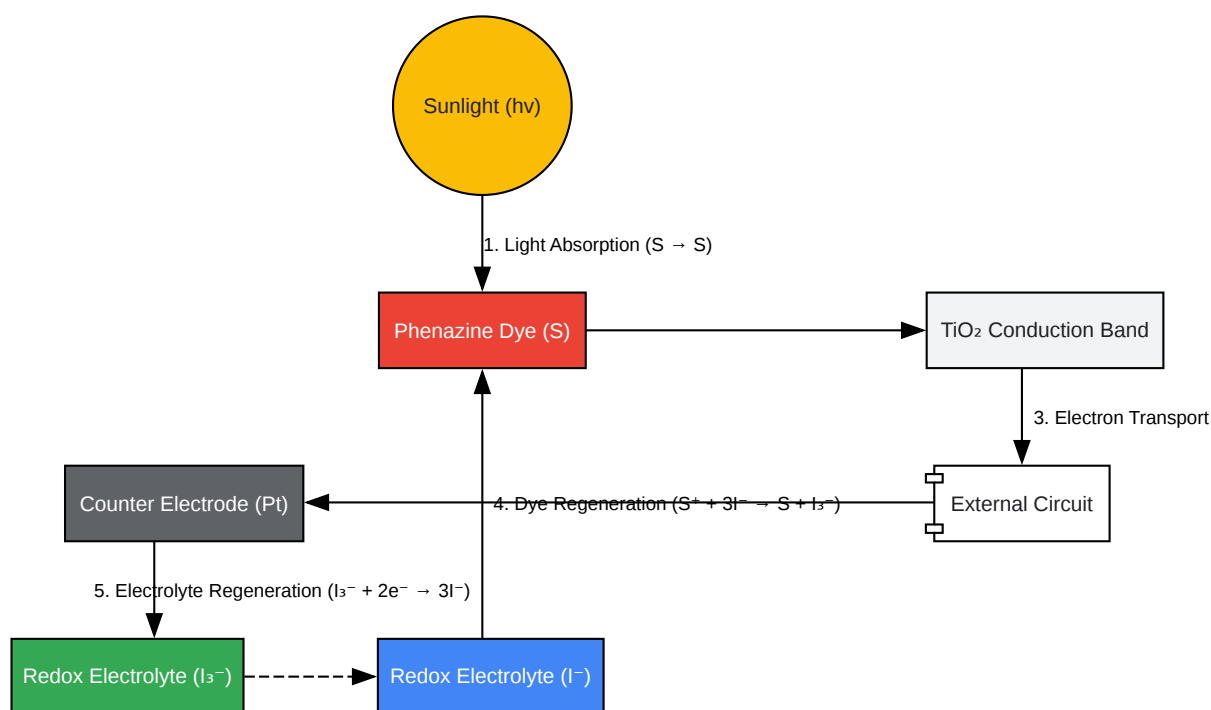 Sunlight (hv)
1. Light Absorption (S → S)
Phenazine Dye (S)
TiO₂ Conduction Band
3. Electron Transport
Counter Electrode (Pt)
4. Dye Regeneration (S⁺ + 3I⁻ → S + I₃⁻)
External Circuit
5. Electrolyte Regeneration (I₃⁻ + 2e⁻ → 3I⁻)
Redox Electrolyte (I₃⁻)
Redox Electrolyte (I⁻)